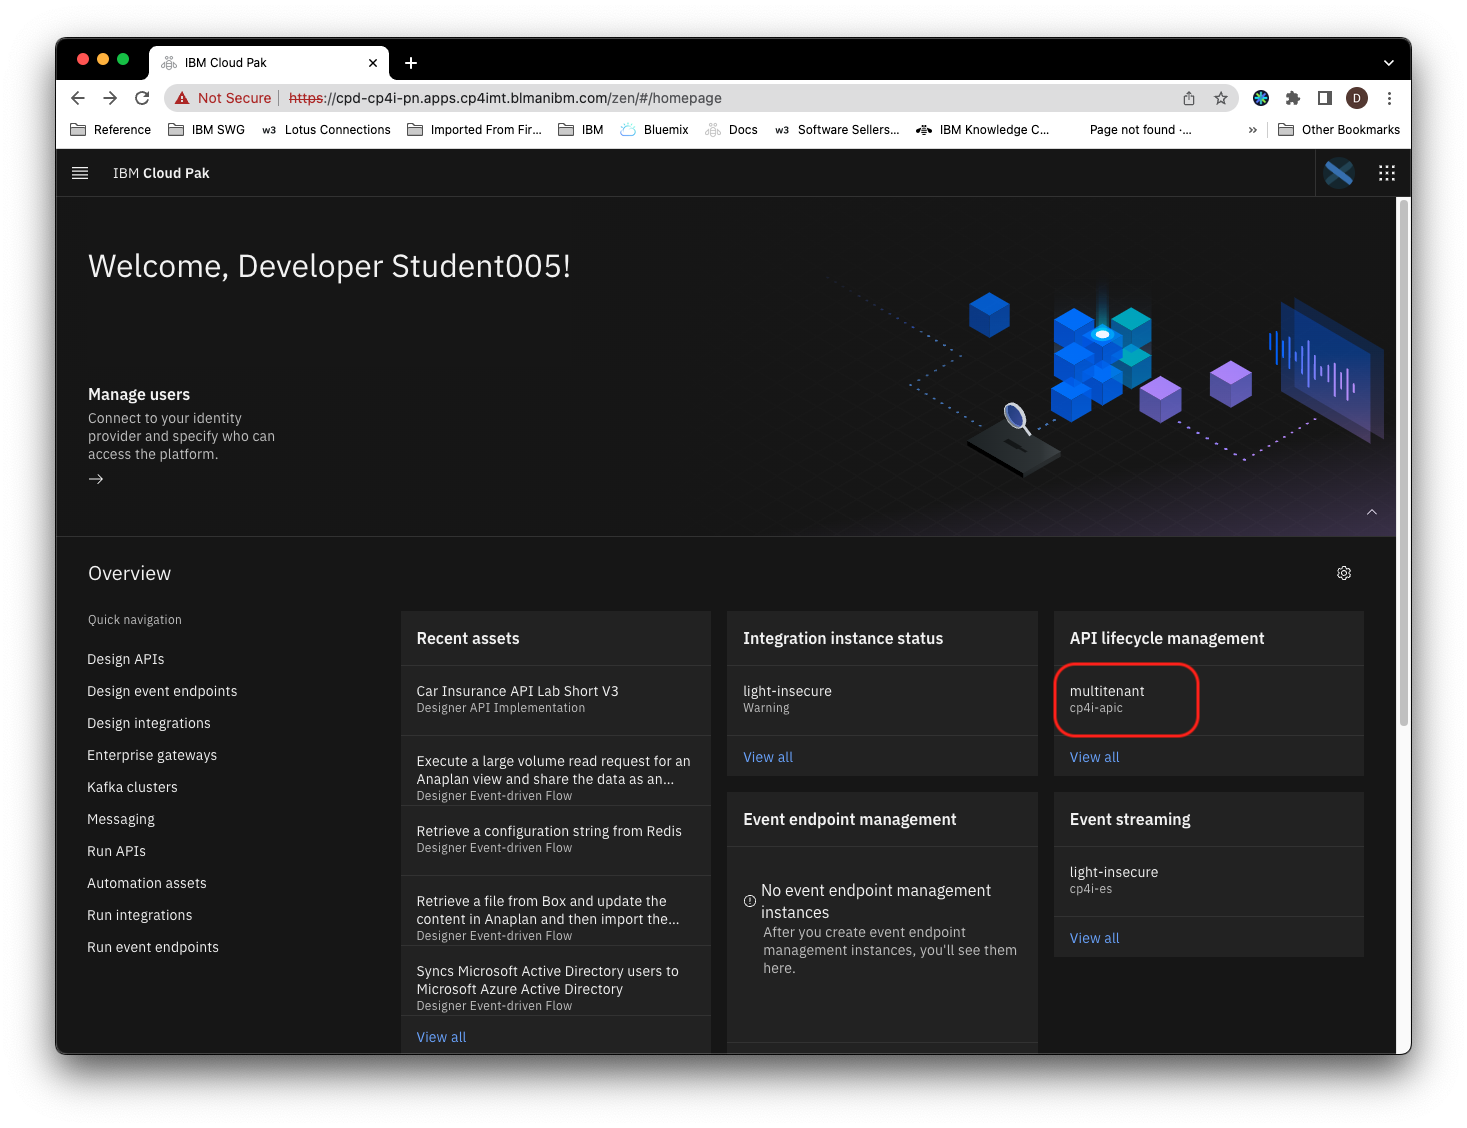 IBM Cloud Pak
Not Secure
https://cpd-cp4i-pn.apps.cp4imt.blmanibm.com/zen/#/homepage
D
Reference
IBM SWG
w3 Lotus Connections
Imported From Fir...
IBM
Bluemix
Docs
w3 Software Sellers...
IBM Knowledge C...
Page not found -...
»
Other Bookmarks
IBM Cloud Pak
Welcome, Developer Student005!
Manage users
Connect to your identity
provider and specify who can
access the platform.
Overview
Quick navigation
Design APIs
Design event endpoints
Design integrations
Enterprise gateways
Kafka clusters
Messaging
Run APIs
Automation assets
Run integrations
Run event endpoints
Recent assets
Car Insurance API Lab Short V3
Designer API Implementation
Execute a large volume read request for an
Anaplan view and share the data as an...
Designer Event-driven Flow
Retrieve a configuration string from Redis
Designer Event-driven Flow
Retrieve a file from Box and update the
content in Anaplan and then import the...
Designer Event-driven Flow
Syncs Microsoft Active Directory users to
Microsoft Azure Active Directory
Designer Event-driven Flow
View all
Integration instance status
light-insecure
Warning
View all
API lifecycle management
multitenant
cp4i-apic
View all
Event endpoint management
No event endpoint management
instances
After you create event endpoint
management instances, you'll see them
here.
Event streaming
light-insecure
cp4i-es
View all